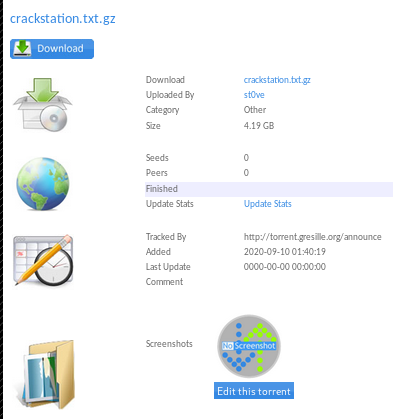 crackstation.txt.gz
Download
Download crackstation.txt.gz
Uploaded By st0ve
Category Other
Size 4.19 GB
Seeds 0
Peers 0
Finished
Update Stats Update Stats
Tracked By http://torrent.gresille.org/announce
Added 2020-09-10 01:40:19
Last Update 0000-00-00 00:00:00
Comment
Screenshots No Screenshot
Edit this torrent